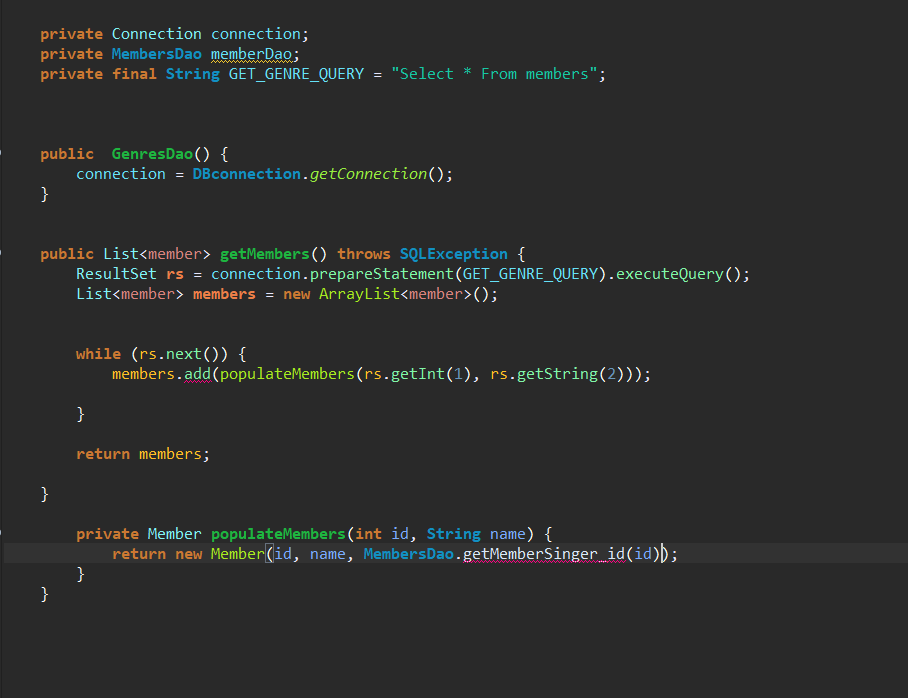 private Connection connection;
private MembersDao memberDao;
private final String GET_GENRE_QUERY = "Select * From members";
public  GenresDao() {
connection = DBconnection.getConnection();
}
public List<member> getMembers() throws SQLException {
ResultSet rs = connection.prepareStatement(GET_GENRE_QUERY).executeQuery();
List<member> members = new ArrayList<member>();
while (rs.next()) {
members.add(populateMembers(rs.getInt(1), rs.getString(2)));
}
return members;
}
private Member populateMembers(int id, String name) {
return new Member(id, name, MembersDao.getMemberSinger_id(id));
}
}